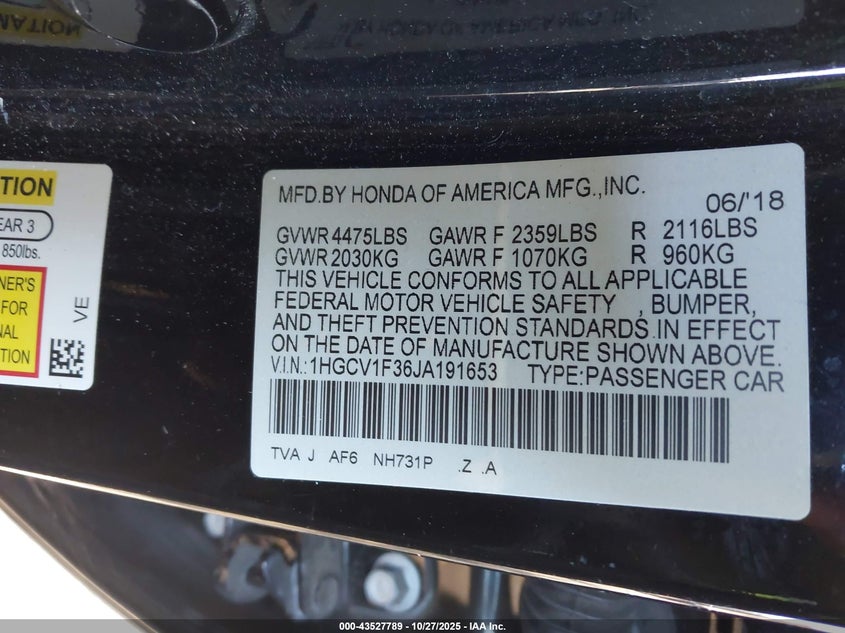 MFD.BY HONDA OF AMERICA MFG.,INC.
06/'18
GVWR 4475LBS GAWR F 2359LBS R 2116LBS
GVWR 2030KG GAWR F 1070KG R 960KG
THIS VEHICLE CONFORMS TO ALL APPLICABLE
FEDERAL MOTOR VEHICLE SAFETY , BUMPER,
AND THEFT PREVENTION STANDARDS IN EFFECT
ON THE DATE OF MANUFACTURE SHOWN ABOVE.
V.I.N.:1HGCV1F36JA191653 TYPE:PASSENGER CAR
TVA J AF6 NH731P .Z .A
EAR 3
850lbs.
NER'S
FOR
VE
000-43527789 - 10/27/2025 - IAA Inc.